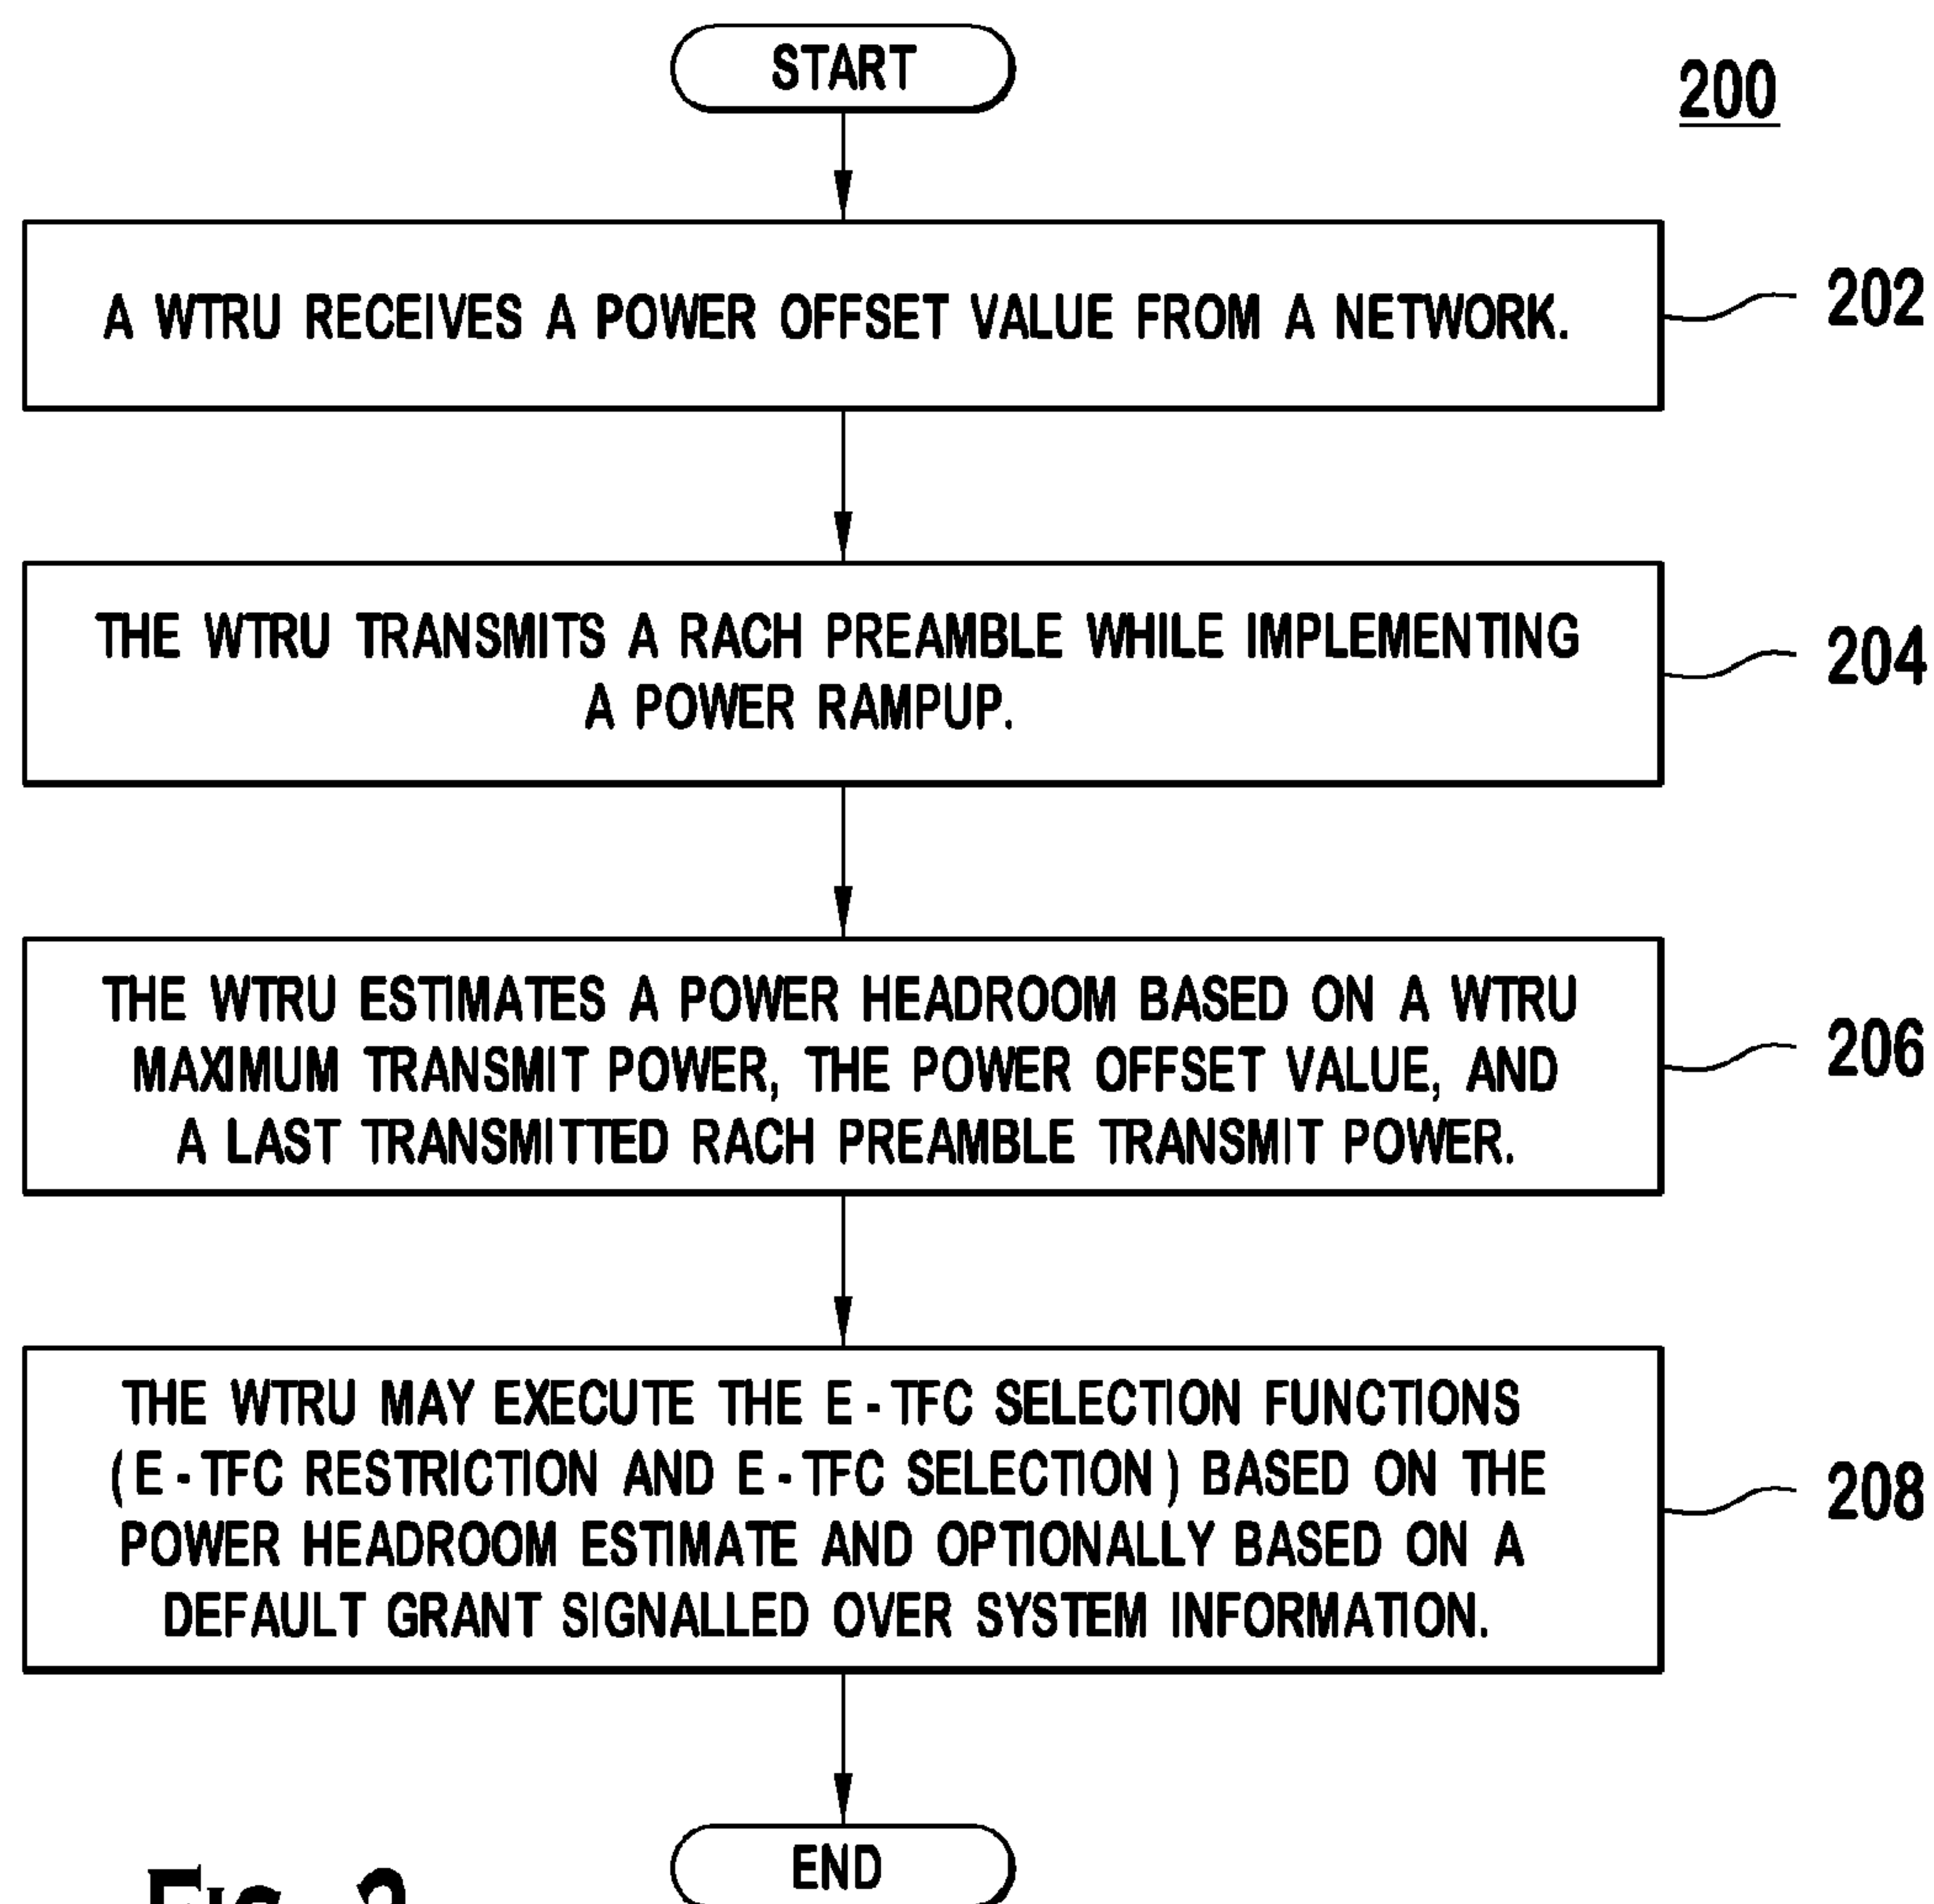 START
200
A WTRU RECEIVES A POWER OFFSET VALUE FROM A NETWORK.
202
THE WTRU TRANSMITS A RACH PREAMBLE WHILE IMPLEMENTING
A POWER RAMPUP.
204
THE WTRU ESTIMATES A POWER HEADROOM BASED ON A WTRU
MAXIMUM TRANSMIT POWER, THE POWER OFFSET VALUE, AND
A LAST TRANSMITTED RACH PREAMBLE TRANSMIT POWER.
206
THE WTRU MAY EXECUTE THE E-TFC SELECTION FUNCTIONS
(E-TFC RESTRICTION AND E-TFC SELECTION) BASED ON THE
POWER HEADROOM ESTIMATE AND OPTIONALLY BASED ON A
DEFAULT GRANT SIGNALLED OVER SYSTEM INFORMATION.
208
END
FIG.